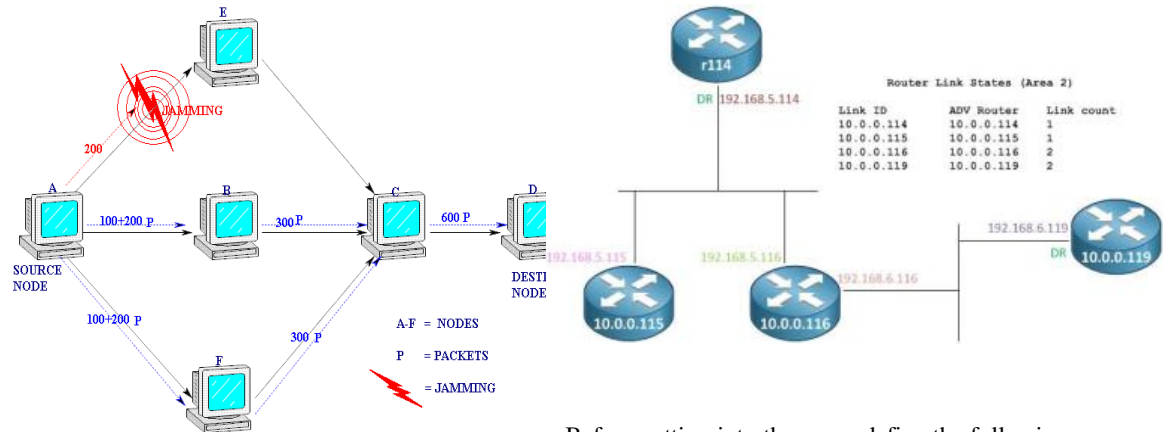 E
JAMMING
200
A
B
C
D
100+200 P
300 P
600 P
SOURCE
NODE
DESTI
NODE
100+200 P
300 P
F
A-F = NODES
P = PACKETS
= JAMMING
r114
DR 192.168.5.114
Router Link States (Area 2)
Link ID ADV Router Link count
10.0.0.114 10.0.0.114 1
10.0.0.115 10.0.0.115 1
10.0.0.116 10.0.0.116 2
10.0.0.119 10.0.0.119 2
192.168.6.119
DR
10.0.0.119
192.168.5.115
192.168.5.116
192.168.6.116
10.0.0.115
10.0.0.116